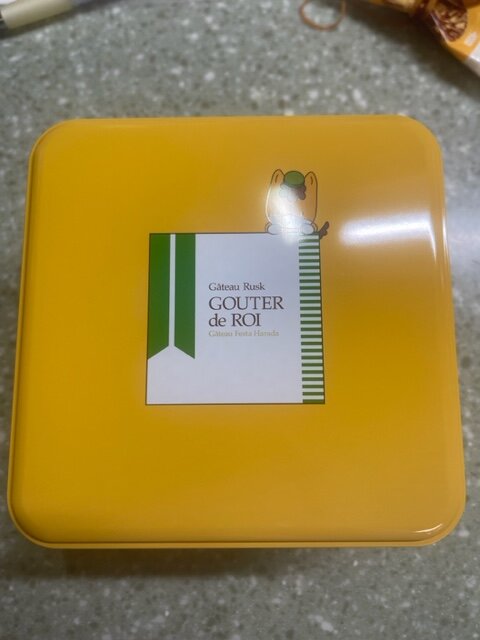 Gâteau Rusk
GOUTER
de ROI
Gâteau Festa Harada